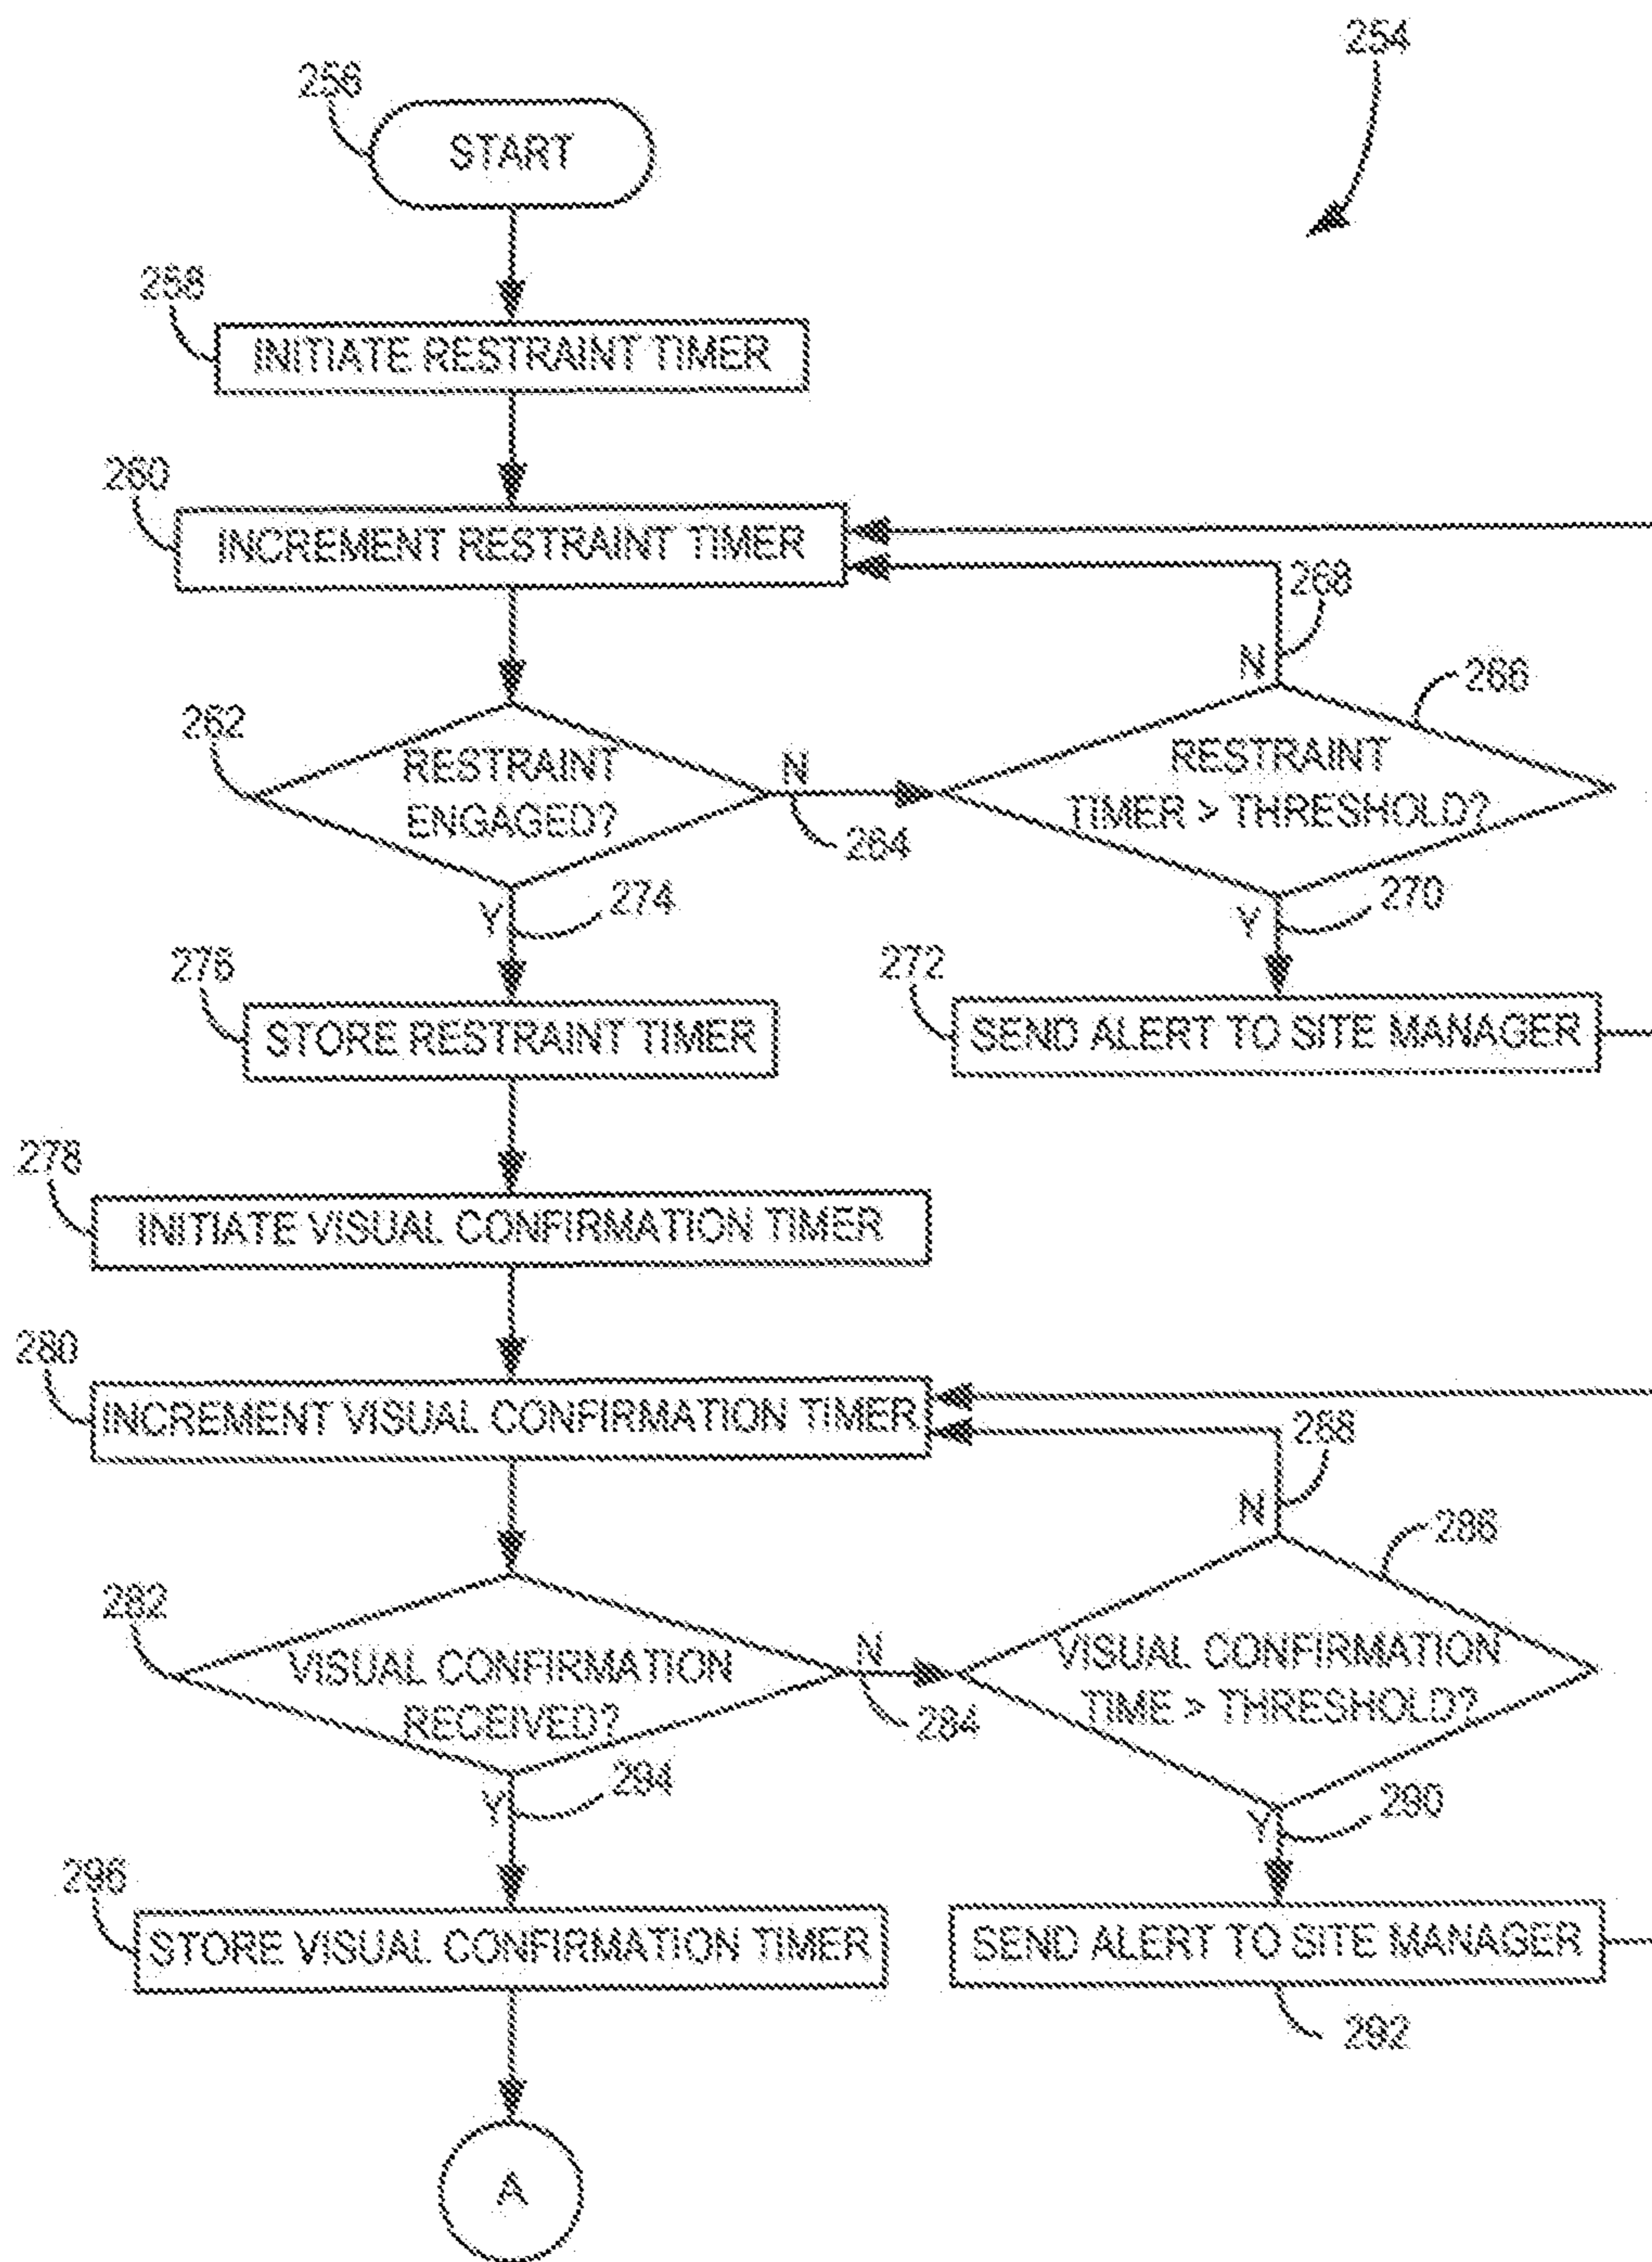 254
256
START
258
INITIATE RESTRAINT TIMER
260
INCREMENT RESTRAINT TIMER
268
N
266
262
RESTRAINT
ENGAGED?
N
264
RESTRAINT
TIMER > THRESHOLD?
Y
274
Y
270
276
STORE RESTRAINT TIMER
272
SEND ALERT TO SITE MANAGER
278
INITIATE VISUAL CONFIRMATION TIMER
280
INCREMENT VISUAL CONFIRMATION TIMER
288
N
286
282
VISUAL CONFIRMATION
RECEIVED?
N
284
VISUAL CONFIRMATION
TIME > THRESHOLD?
Y
294
Y
290
296
STORE VISUAL CONFIRMATION TIMER
SEND ALERT TO SITE MANAGER
292
A